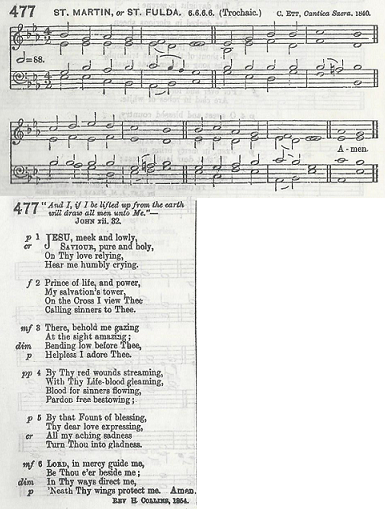 477 ST. MARTIN, or ST. FULDA. 6.6.6.6. (Trochaic.) C. ETT, Cantica Sacra. 1840.
=68.
A - men.
477 "And I, if I be lifted up from the earth
will draw all men unto Me."—
JOHN xii. 32.
p 1 JESU, meek and lowly,
cr SAVIOUR, pure and holy,
On Thy love relying,
Hear me humbly crying.
f 2 Prince of life, and power,
My salvation's tower,
On the Cross I view Thee
Calling sinners to Thee.
mf 3 There, behold me gazing
At the sight amazing;
dim Bending low before Thee,
p Helpless I adore Thee.
pp 4 By Thy red wounds streaming,
With Thy Life-blood gleaming,
Blood for sinners flowing,
Pardon free bestowing;
p 5 By that Fount of blessing,
Thy dear love expressing,
cr All my aching sadness
Turn Thou into gladness.
mf 6 LORD, in mercy guide me,
Be Thou e'er beside me;
dim In Thy ways direct me,
p 'Neath Thy wings protect me. Amen.
REV H. COLLINS, 1854.